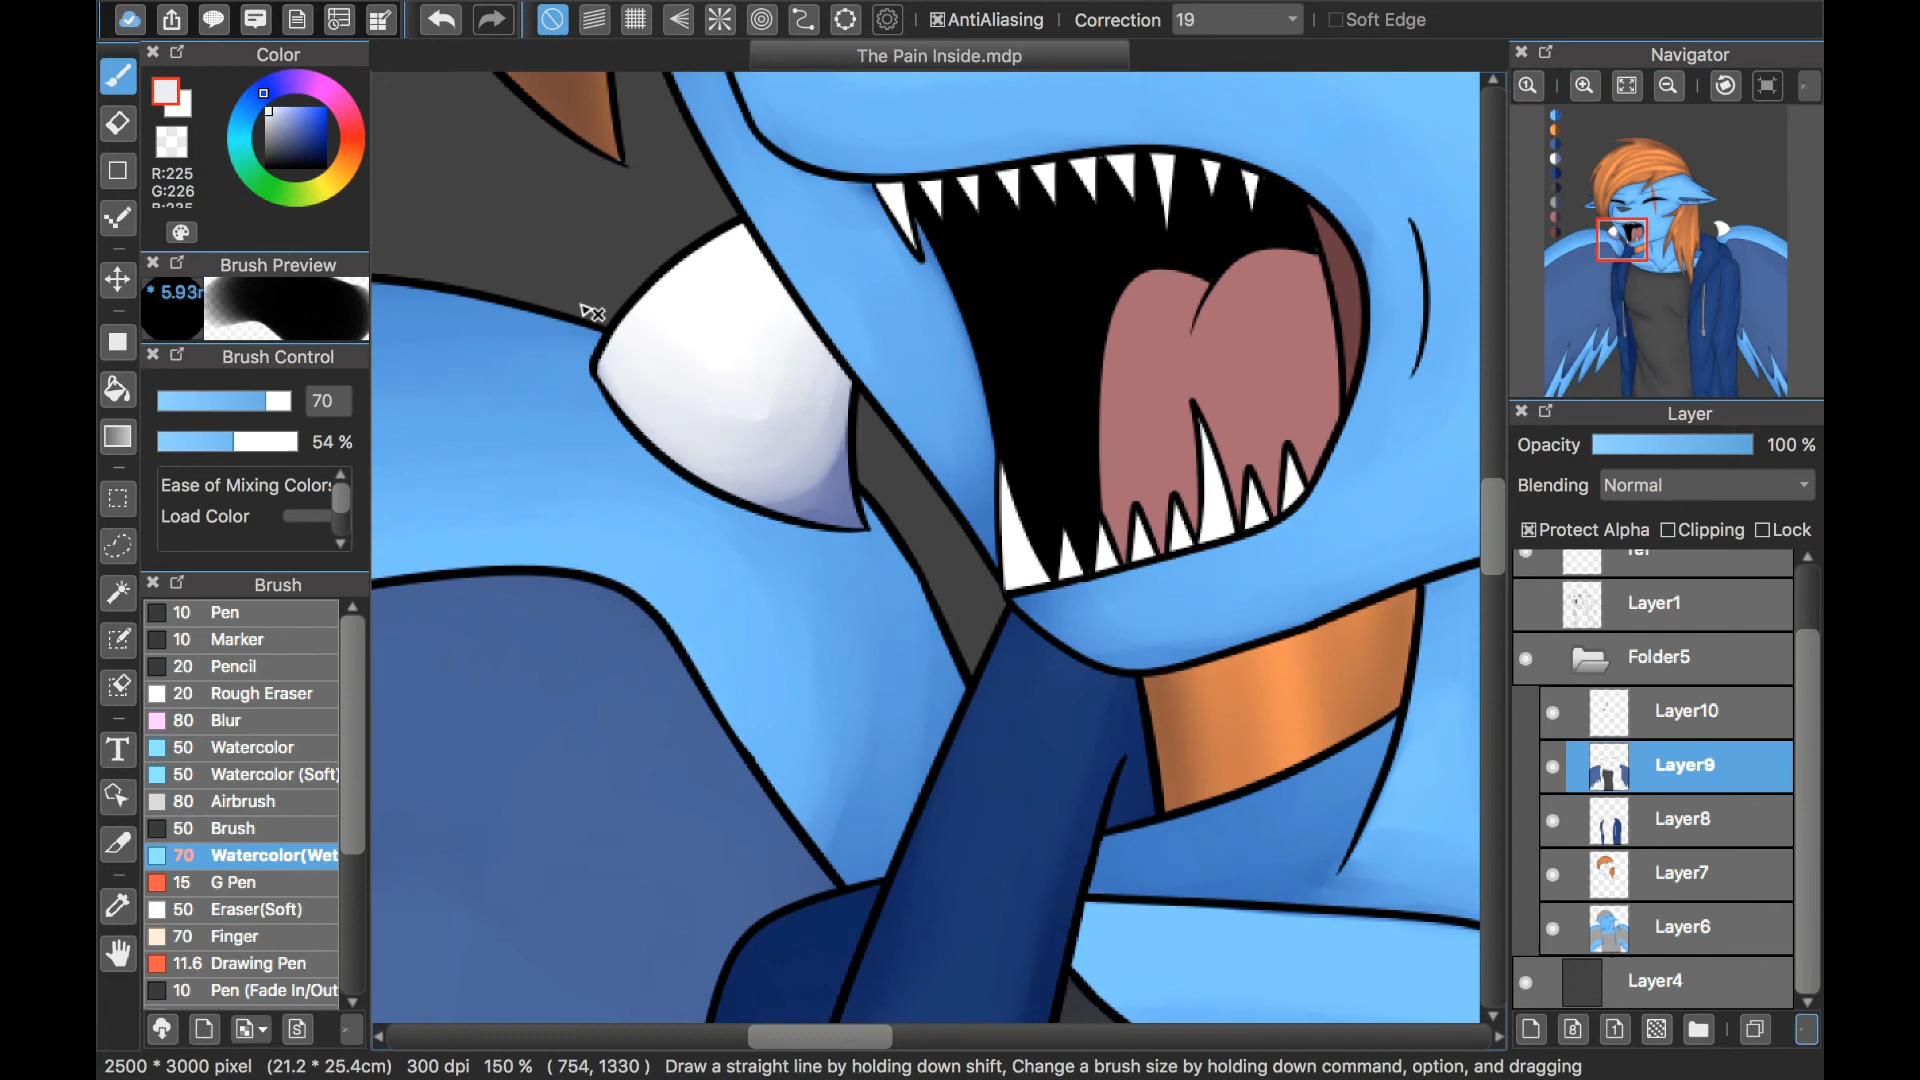 AntiAliasing
Correction
19
Soft Edge
The Pain Inside.mdp
Color
R:225
G:226
Brush Preview
* 5.93
Brush Control
70
54 %
Ease of Mixing Colors
Load Color
Brush
10 Pen
10 Marker
20 Pencil
20 Rough Eraser
80 Blur
50 Watercolor
50 Watercolor (Soft)
80 Airbrush
50 Brush
70 Watercolor(Wet
15 G Pen
50 Eraser(Soft)
70 Finger
11.6 Drawing Pen
10 Pen (Fade In/Out
Navigator
Layer
Opacity 100 %
Blending Normal
Protect Alpha Clipping Lock
Layer1
Folder5
Layer10
Layer9
Layer8
Layer7
Layer6
Layer4
2500 * 3000 pixel (21.2 * 25.4cm) 300 dpi 150 % ( 754, 1330 ) Draw a straight line by holding down shift, Change a brush size by holding down command, option, and dragging